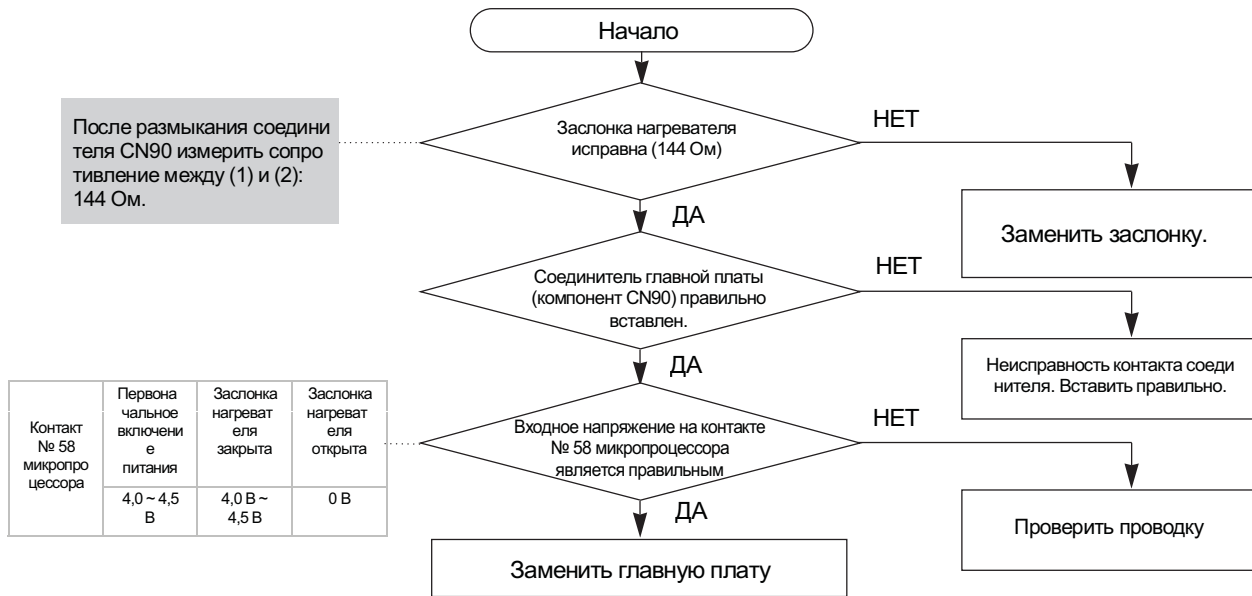 Начало
После размыкания соедини
теля CN90 измерить сопро
тивление между (1) и (2):
144 Ом.
Заслонка нагревателя
исправна (144 Ом)
НЕТ
Заменить заслонку.
ДА
Соединитель главной платы
(компонент CN90) правильно
вставлен.
НЕТ
Неисправность контакта соеди
нителя. Вставить правильно.
ДА
Контакт
№ 58
микропро
цессора
Первона
чальное
включени
е
питания
Заслонка
нагреват
еля
закрыта
Заслонка
нагреват
еля
открыта
4,0 ~ 4,5
В
4,0 В ~
4,5 В
0 В
Входное напряжение на контакте
№ 58 микропроцессора
является правильным
НЕТ
Проверить проводку
ДА
Заменить главную плату